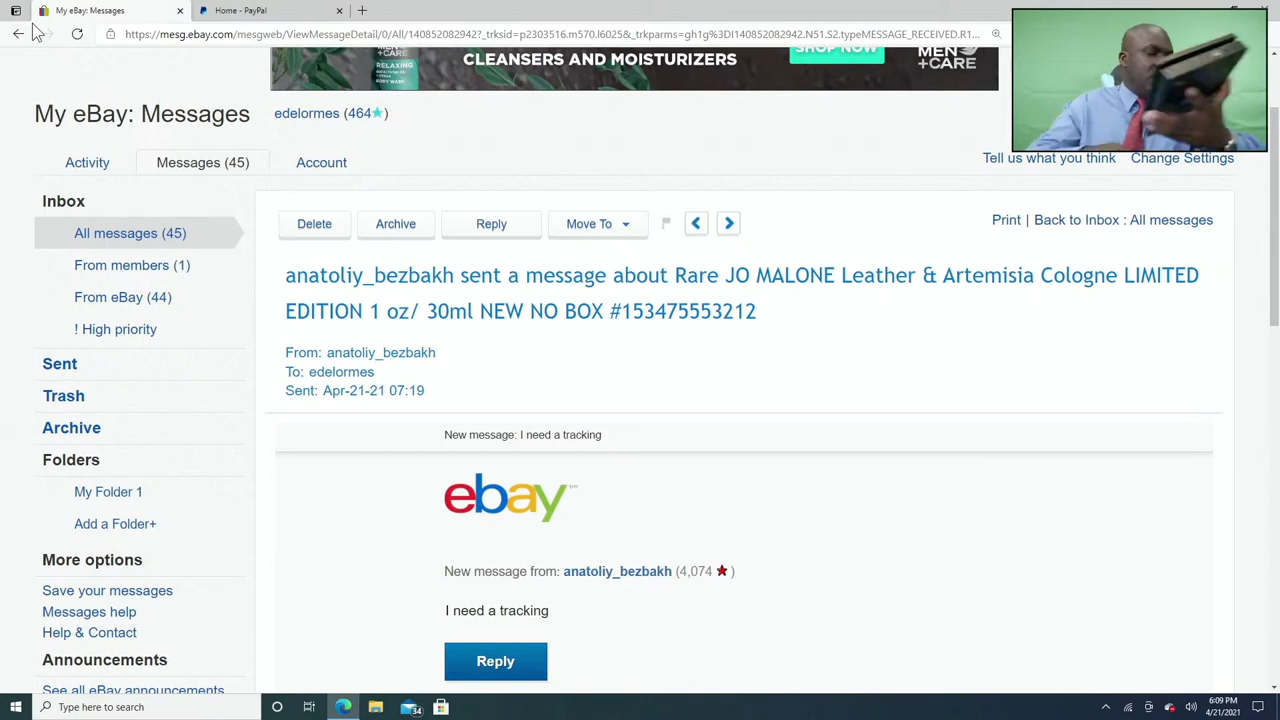 My eBay: Messages
Home - PayPal
https://mesg.ebay.com/mesgweb/ViewMessageDetail/0/All/140852082942?_trksid=p2303516.m570.l6025&_trkparms=gh1g%3DI140852082942.N51.S2.typeMESSAGE_RECEIVED.R1...
RELAXING
CLEANSERS AND MOISTURIZERS
SHOP NOW
MEN
+CARE
My eBay: Messages
edelormes (464)
Activity
Messages (45)
Account
Tell us what you think
Change Settings
Inbox
All messages (45)
From members (1)
From eBay (44)
! High priority
Sent
Trash
Archive
Folders
My Folder 1
Add a Folder+
More options
Save your messages
Messages help
Help & Contact
Announcements
See all eBay announcements
Delete
Archive
Reply
Move To
Print | Back to Inbox : All messages
anatoliy_bezbakh sent a message about Rare JO MALONE Leather & Artemisia Cologne LIMITED
EDITION 1 oz/ 30ml NEW NO BOX #153475553212
From: anatoliy_bezbakh
To: edelormes
Sent: Apr-21-21 07:19
New message: I need a tracking
ebay™
New message from: anatoliy_bezbakh (4,074 )
I need a tracking
Reply
Type here to search
34
6:09 PM
4/21/2021